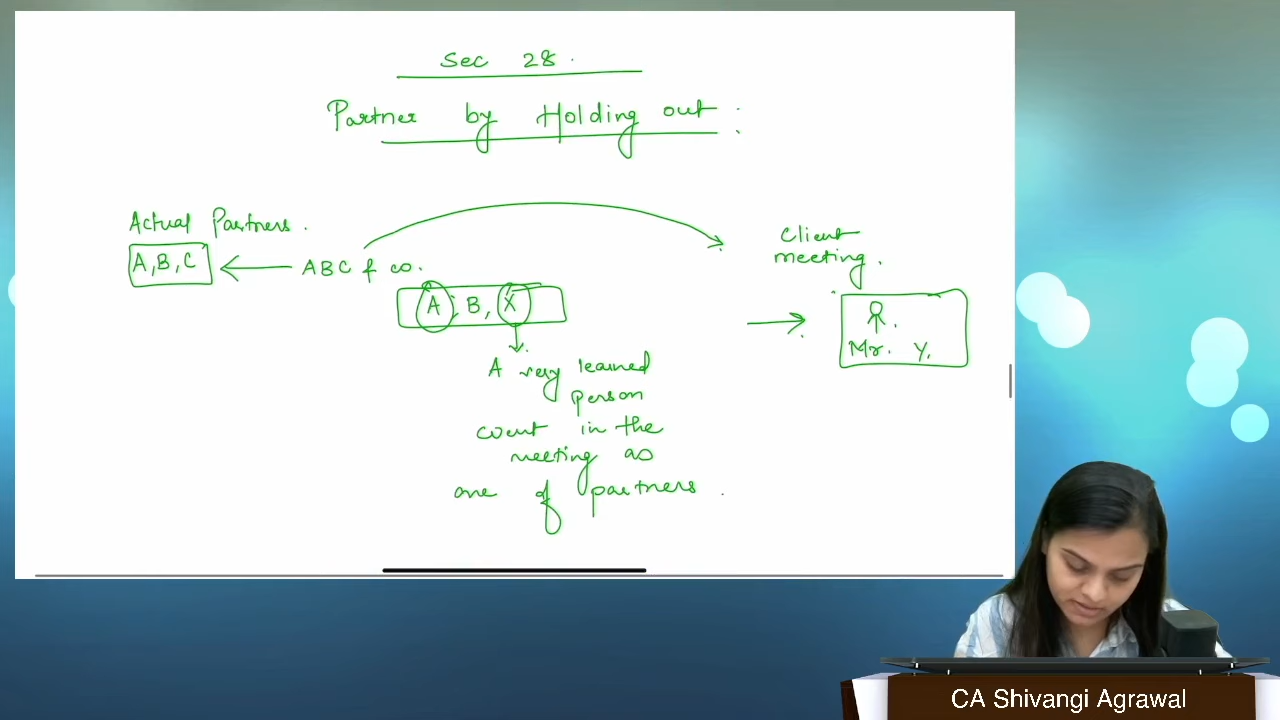 Sec 28.
Partner by Holding out :
Actual Partners.
A, B, C
ABC & co.
A, B, X
Client
meeting.
Mr. Y.
A very learned
person
went in the
meeting as
one of partners.
CA Shivangi Agrawal